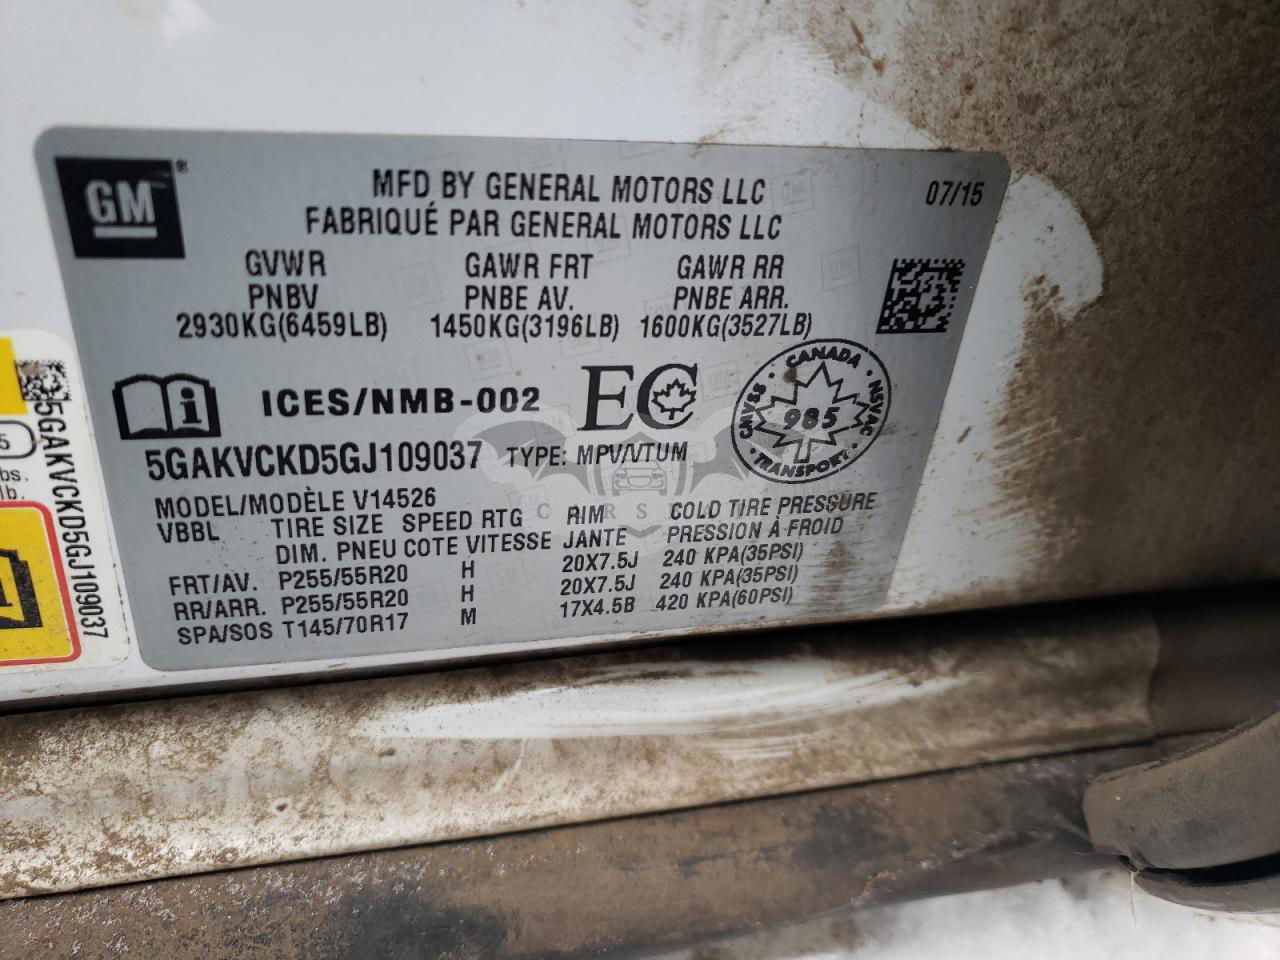 GM®
MFD BY GENERAL MOTORS LLC 07/15
FABRIQUÉ PAR GENERAL MOTORS LLC
GVWR GAWR FRT GAWR RR
PNBV PNBE AV. PNBE ARR.
2930KG(6459LB) 1450KG(3196LB) 1600KG(3527LB)
ICES/NMB-002 EC
CANADA CMVSS NSVAC 985 TRANSPORT
5GAKVCKD5GJ109037 TYPE: MPV/VTUM
MODEL/MODÈLE V14526
VBBL TIRE SIZE SPEED RTG RIM COLD TIRE PRESSURE
DIM. PNEU COTE VITESSE JANTE PRESSION À FROID
FRT/AV. P255/55R20 H 20X7.5J 240 KPA(35PSI)
RR/ARR. P255/55R20 H 20X7.5J 240 KPA(35PSI)
SPA/SOS T145/70R17 M 17X4.5B 420 KPA(60PSI)
5GAKVCKD5GJ109037
5
bs.
lb.